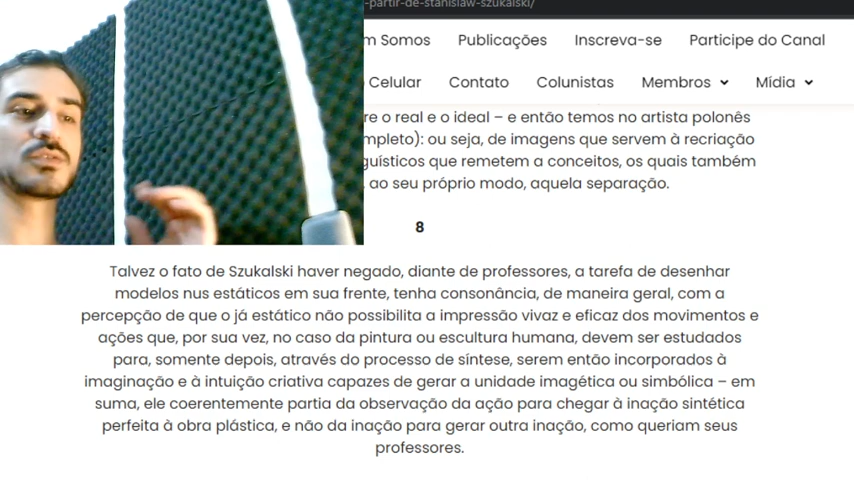 -partir-de-stanislaw-szukalski/
m Somos Publicações Inscreva-se Participe do Canal
Celular Contato Colunistas Membros Mídia
re o real e o ideal – e então temos no artista polonês
mpleto): ou seja, de imagens que servem à recriação
guísticos que remetem a conceitos, os quais também
ao seu próprio modo, aquela separação.
8
Talvez o fato de Szukalski haver negado, diante de professores, a tarefa de desenhar
modelos nus estáticos em sua frente, tenha consonância, de maneira geral, com a
percepção de que o já estático não possibilita a impressão vivaz e eficaz dos movimentos e
ações que, por sua vez, no caso da pintura ou escultura humana, devem ser estudados
para, somente depois, através do processo de síntese, serem então incorporados à
imaginação e à intuição criativa capazes de gerar a unidade imagética ou simbólica – em
suma, ele coerentemente partia da observação da ação para chegar à inação sintética
perfeita à obra plástica, e não da inação para gerar outra inação, como queriam seus
professores.